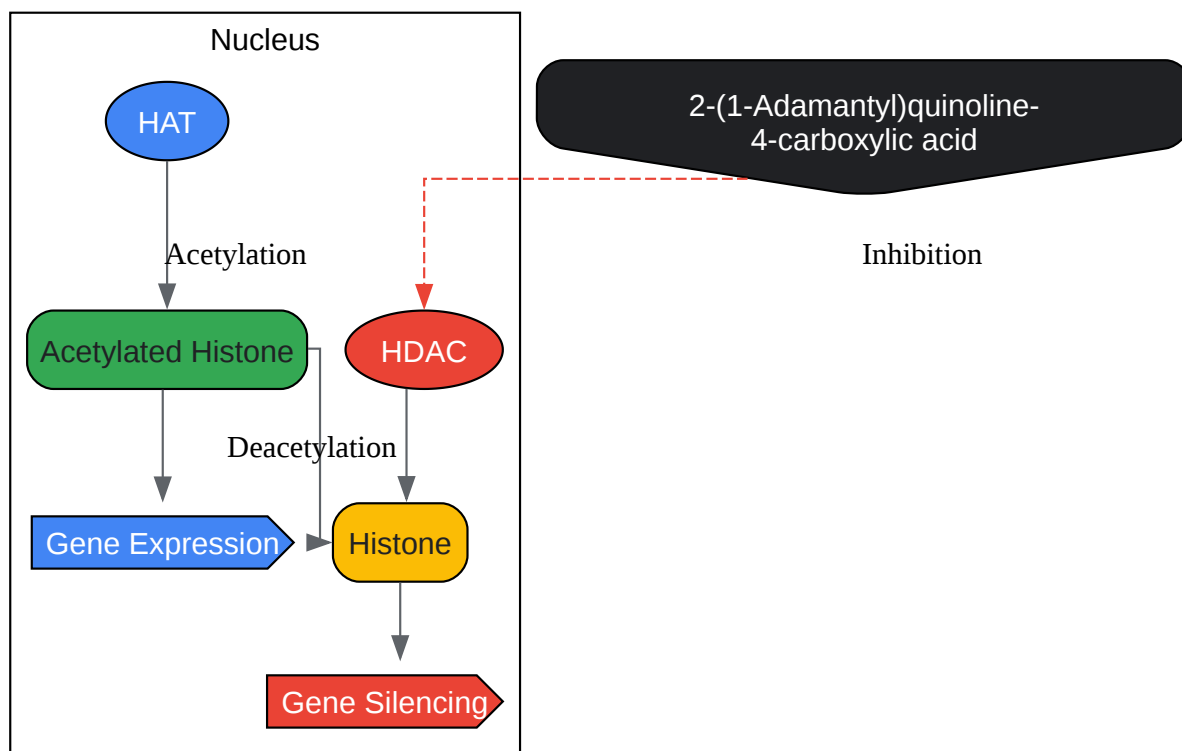 Nucleus
HAT
2-(1-Adamantyl)quinoline-
4-carboxylic acid
Acetylation
Inhibition
Acetylated Histone
HDAC
Deacetylation
Gene Expression
Histone
Gene Silencing